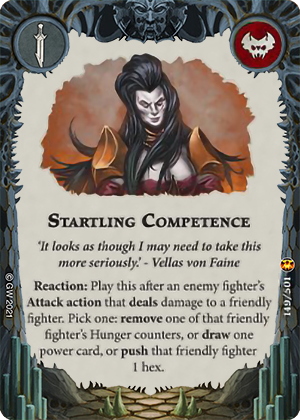 Startling Competence
'It looks as though I may need to take this
more seriously.' - Vellas von Faine
Reaction: Play this after an enemy fighter's
Attack action that deals damage to a friendly
fighter. Pick one: remove one of that friendly
fighter's Hunger counters, or draw one
power card, or push that friendly fighter
1 hex.
© GW 2021
149/501